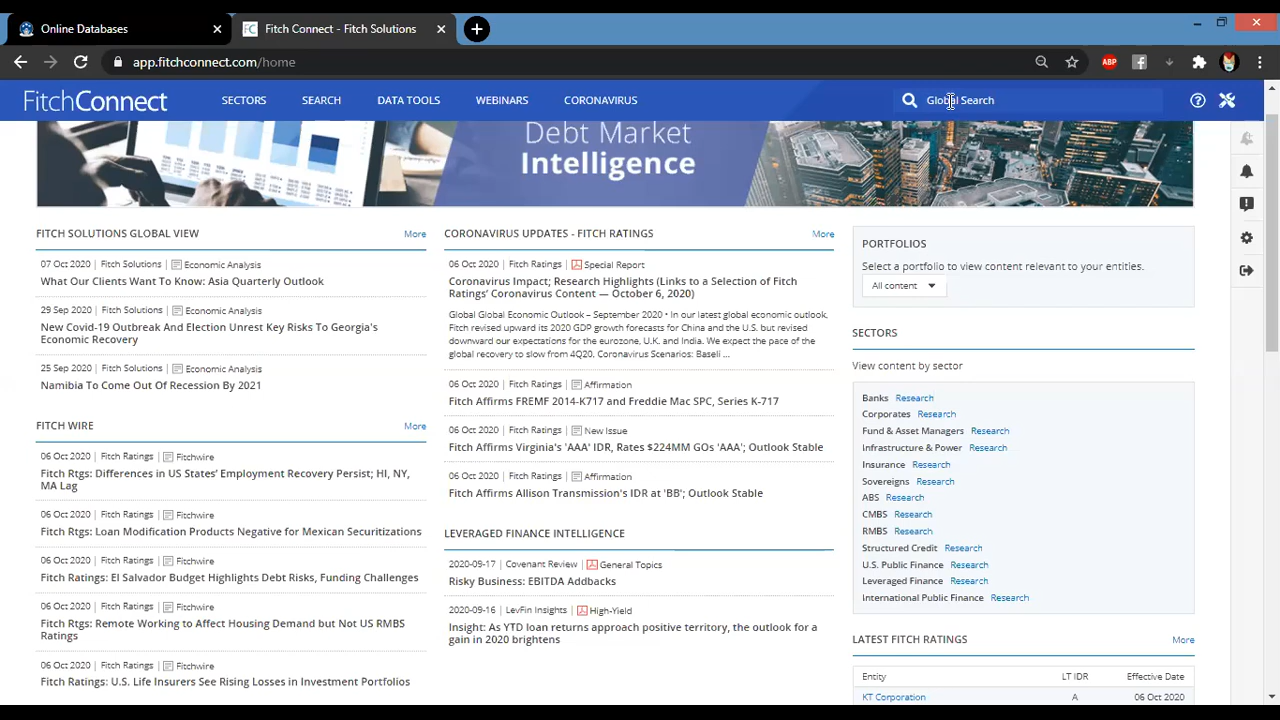 Online Databases
Fitch Connect - Fitch Solutions
app.fitchconnect.com/home
ABP
FitchConnect
SECTORS
SEARCH
DATA TOOLS
WEBINARS
CORONAVIRUS
Global Search
Debt Market
Intelligence
FITCH SOLUTIONS GLOBAL VIEW
More
07 Oct 2020 | Fitch Solutions | Economic Analysis
What Our Clients Want To Know: Asia Quarterly Outlook
29 Sep 2020 | Fitch Solutions | Economic Analysis
New Covid-19 Outbreak And Election Unrest Key Risks To Georgia's
Economic Recovery
25 Sep 2020 | Fitch Solutions | Economic Analysis
Namibia To Come Out Of Recession By 2021
FITCH WIRE
More
06 Oct 2020 | Fitch Ratings | Fitchwire
Fitch Rtgs: Differences in US States' Employment Recovery Persist; HI, NY,
MA Lag
06 Oct 2020 | Fitch Ratings | Fitchwire
Fitch Rtgs: Loan Modification Products Negative for Mexican Securitizations
06 Oct 2020 | Fitch Ratings | Fitchwire
Fitch Ratings: El Salvador Budget Highlights Debt Risks, Funding Challenges
06 Oct 2020 | Fitch Ratings | Fitchwire
Fitch Rtgs: Remote Working to Affect Housing Demand but Not US RMBS
Ratings
06 Oct 2020 | Fitch Ratings | Fitchwire
Fitch Ratings: U.S. Life Insurers See Rising Losses in Investment Portfolios
CORONAVIRUS UPDATES - FITCH RATINGS
More
06 Oct 2020 | Fitch Ratings | Special Report
Coronavirus Impact; Research Highlights (Links to a Selection of Fitch
Ratings' Coronavirus Content — October 6, 2020)
Global Global Economic Outlook – September 2020 • In our latest global economic outlook,
Fitch revised upward its 2020 GDP growth forecasts for China and the U.S. but revised
downward our expectations for the eurozone, U.K. and India. We expect the pace of the
global recovery to slow from 4Q20. Coronavirus Scenarios: Baseli ...
06 Oct 2020 | Fitch Ratings | Affirmation
Fitch Affirms FREMF 2014-K717 and Freddie Mac SPC, Series K-717
06 Oct 2020 | Fitch Ratings | New Issue
Fitch Affirms Virginia's 'AAA' IDR, Rates $224MM GOs 'AAA'; Outlook Stable
06 Oct 2020 | Fitch Ratings | Affirmation
Fitch Affirms Allison Transmission's IDR at 'BB'; Outlook Stable
LEVERAGED FINANCE INTELLIGENCE
2020-09-17 | Covenant Review | General Topics
Risky Business: EBITDA Addbacks
2020-09-16 | LevFin Insights | High-Yield
Insight: As YTD loan returns approach positive territory, the outlook for a
gain in 2020 brightens
PORTFOLIOS
Select a portfolio to view content relevant to your entities.
All content
SECTORS
View content by sector
Banks Research
Corporates Research
Fund & Asset Managers Research
Infrastructure & Power Research
Insurance Research
Sovereigns Research
ABS Research
CMBS Research
RMBS Research
Structured Credit Research
U.S. Public Finance Research
Leveraged Finance Research
International Public Finance Research
LATEST FITCH RATINGS
More
Entity LT IDR Effective Date
KT Corporation A 06 Oct 2020